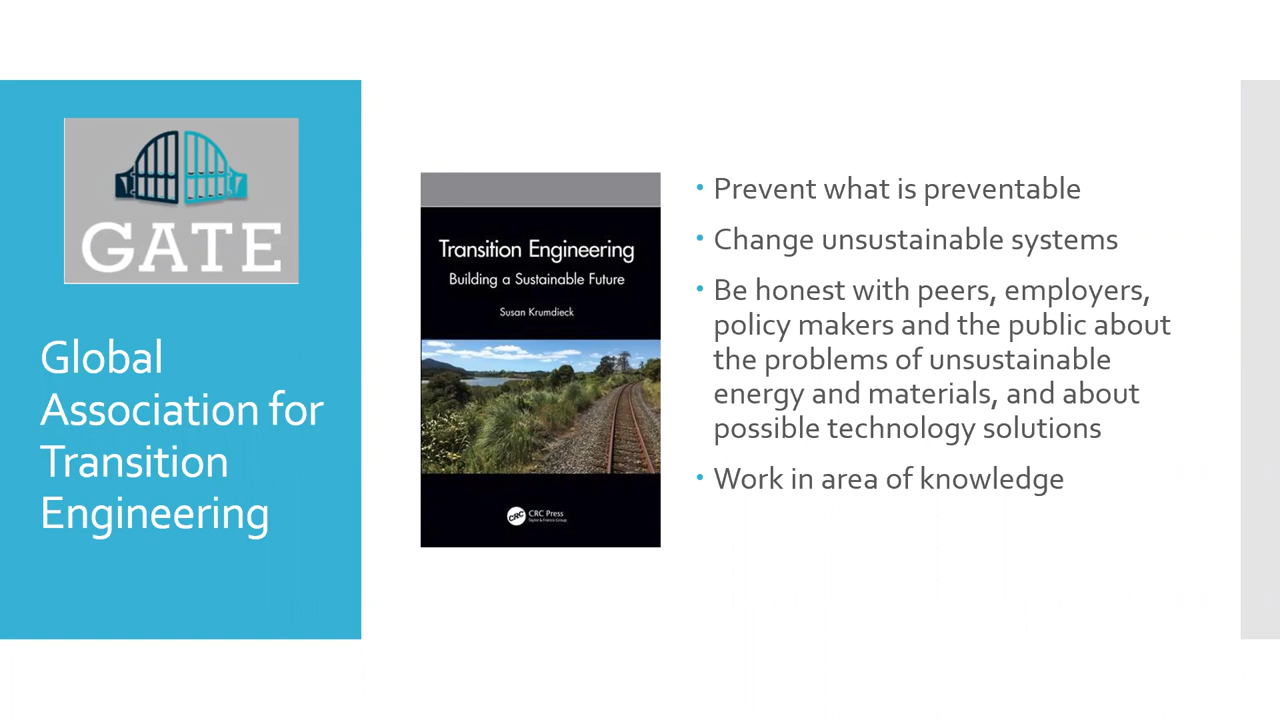 GATE
Global
Association for
Transition
Engineering
Transition Engineering
Building a Sustainable Future
Susan Krumdieck
CRC
CRC Press
Taylor & Francis Group
• Prevent what is preventable
• Change unsustainable systems
• Be honest with peers, employers,
policy makers and the public about
the problems of unsustainable
energy and materials, and about
possible technology solutions
• Work in area of knowledge